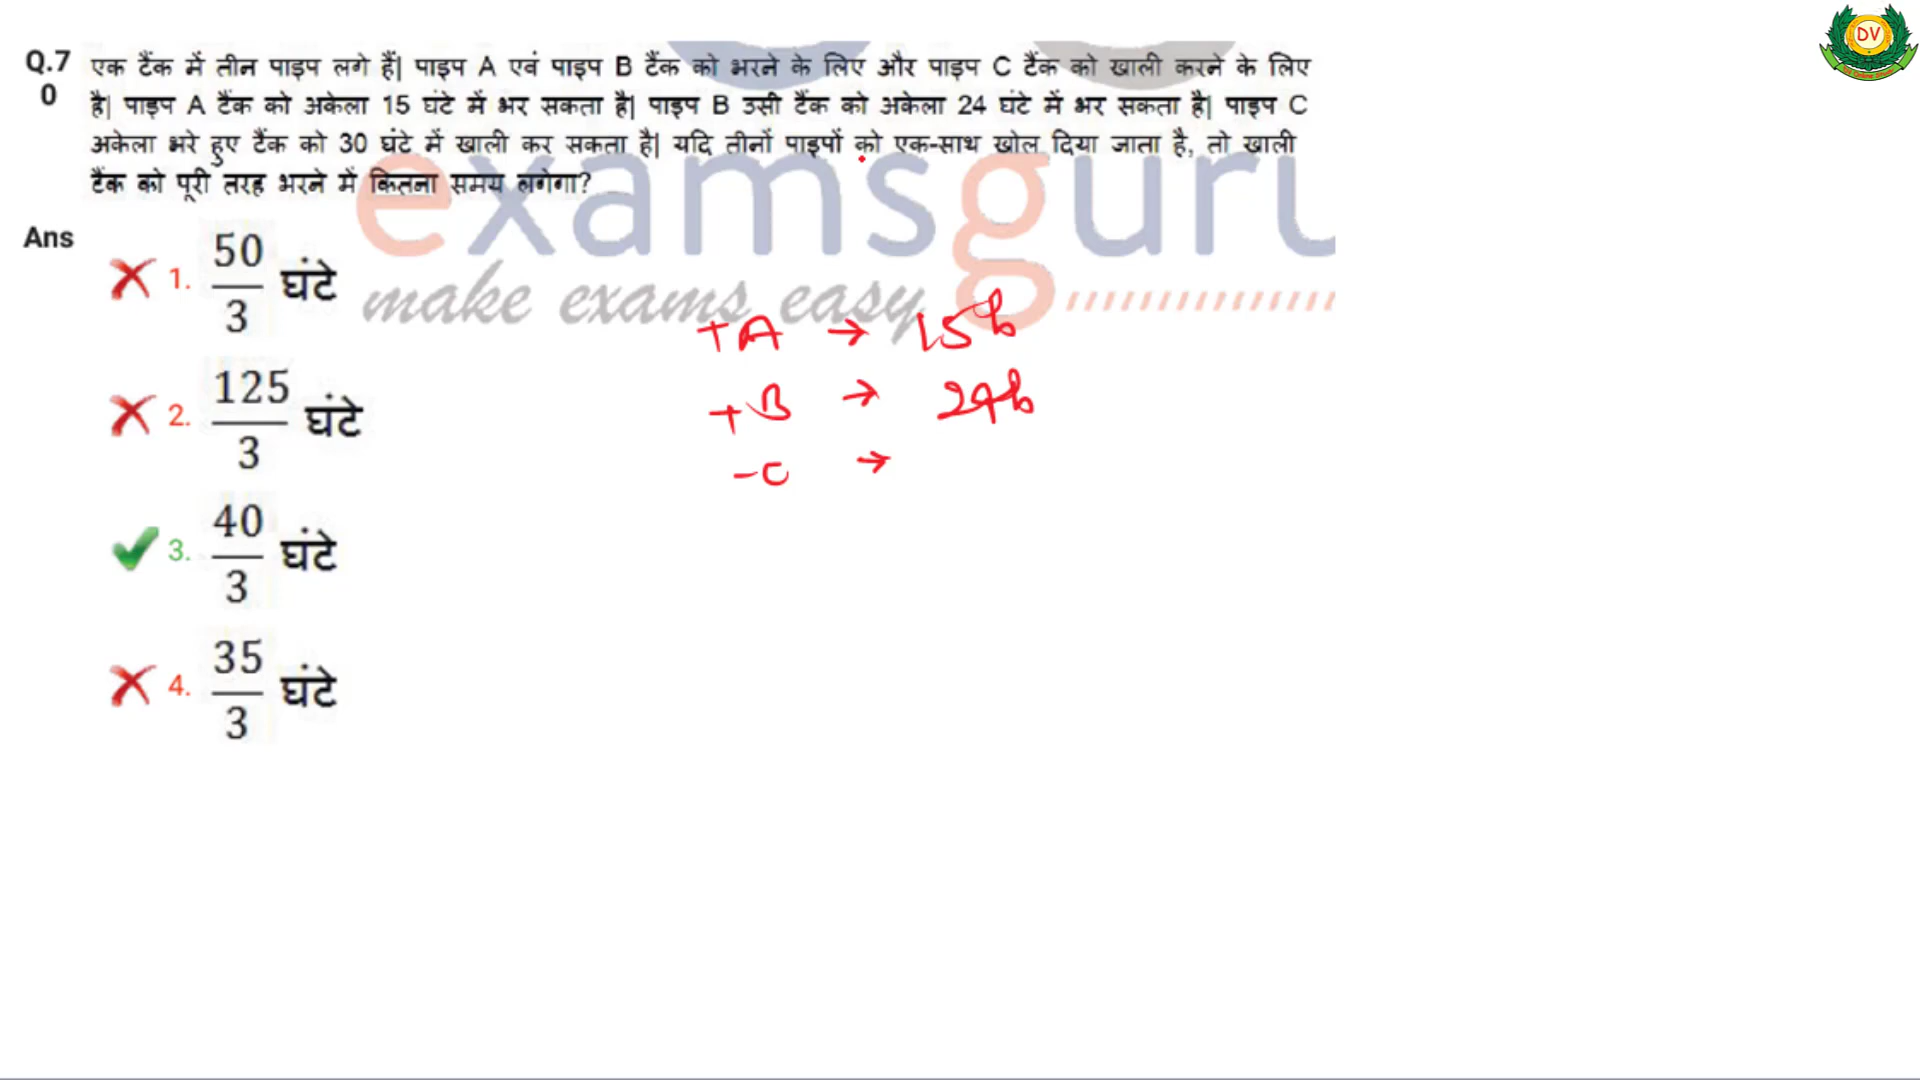 Q.70 एक टैंक में तीन पाइप लगे हैं| पाइप A एवं पाइप B टैंक को भरने के लिए और पाइप C टैंक को खाली करने के लिए
है| पाइप A टैंक को अकेला 15 घंटे में भर सकता है| पाइप B उसी टैंक को अकेला 24 घंटे में भर सकता है| पाइप C
अकेला भरे हुए टैंक को 30 घंटे में खाली कर सकता है| यदि तीनों पाइपों को एक-साथ खोल दिया जाता है, तो खाली
टैंक को पूरी तरह भरने में कितना समय लगेगा?
examsguru
make exams easy
Ans
1. 50/3 घंटे
2. 125/3 घंटे
3. 40/3 घंटे
4. 35/3 घंटे
+A → 15h
+B → 24h
-C →
DV